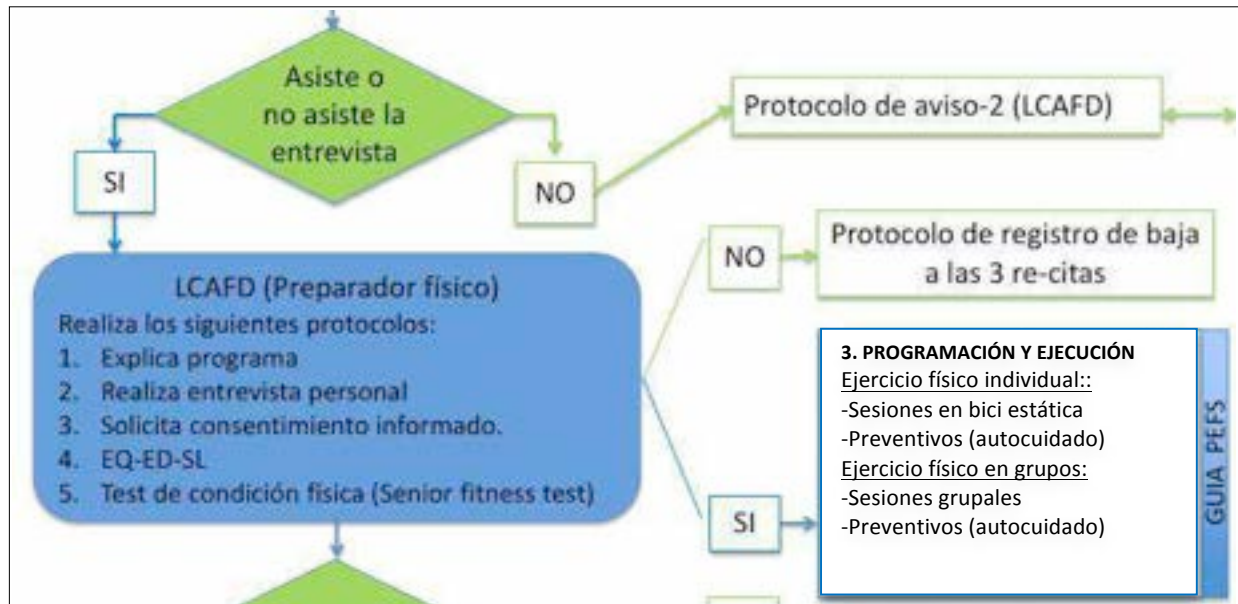 Asiste o
no asiste la
entrevista
SI
NO
Protocolo de aviso-2 (LCAFD)
LCAFD (Preparador físico)
Realiza los siguientes protocolos:
1. Explica programa
2. Realiza entrevista personal
3. Solicita consentimiento informado.
4. EQ-ED-SL
5. Test de condición física (Senior fitness test)
NO
Protocolo de registro de baja
a las 3 re-citas
SI
3. PROGRAMACIÓN Y EJECUCIÓN
Ejercicio físico individual::
-Sesiones en bici estática
-Preventivos (autocuidado)
Ejercicio físico en grupos:
-Sesiones grupales
-Preventivos (autocuidado)
GUIA PEFS